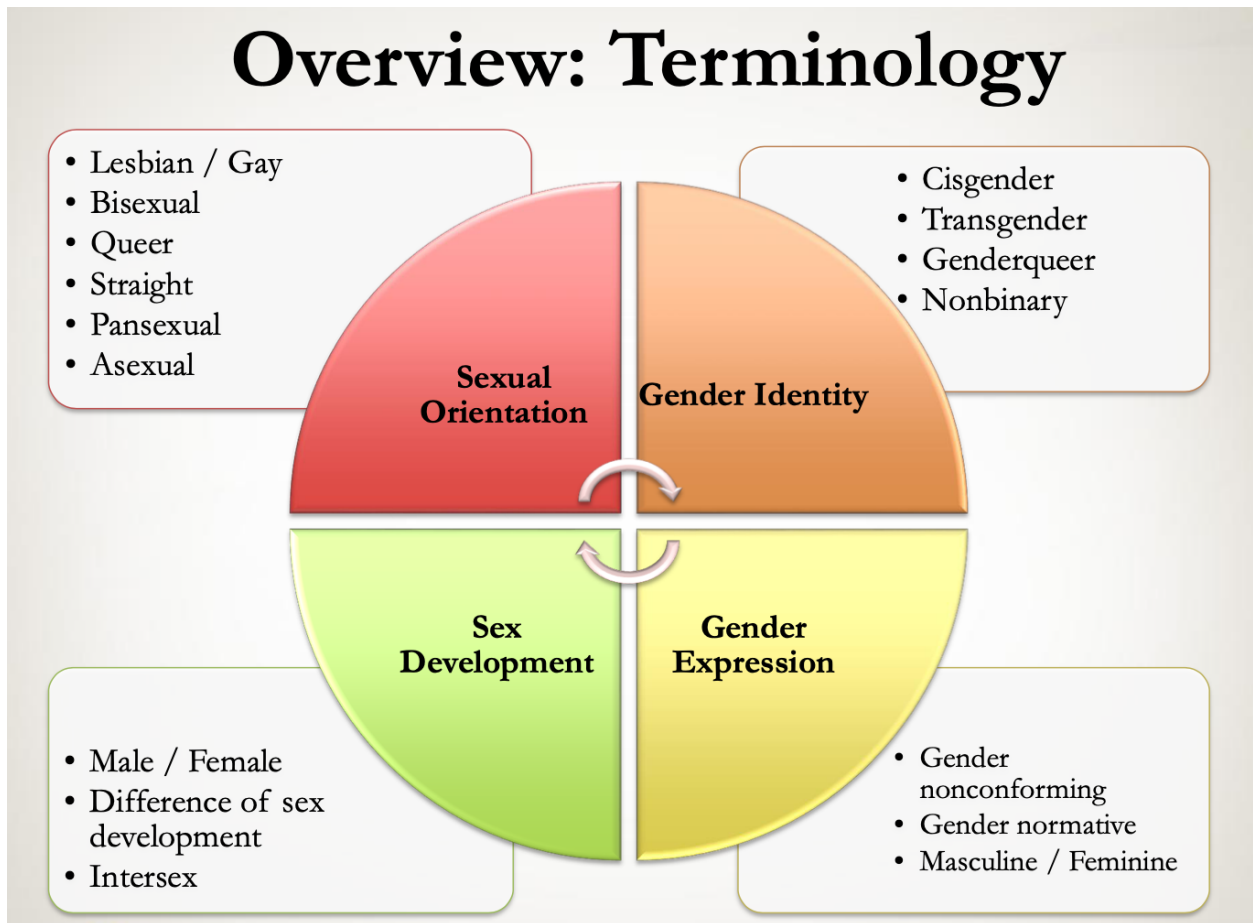 Overview: Terminology
• Lesbian / Gay
• Bisexual
• Queer
• Straight
• Pansexual
• Asexual
• Cisgender
• Transgender
• Genderqueer
• Nonbinary
Sexual
Orientation
Gender Identity
Sex
Development
Gender
Expression
• Male / Female
• Difference of sex
development
• Intersex
• Gender
nonconforming
• Gender normative
• Masculine / Feminine